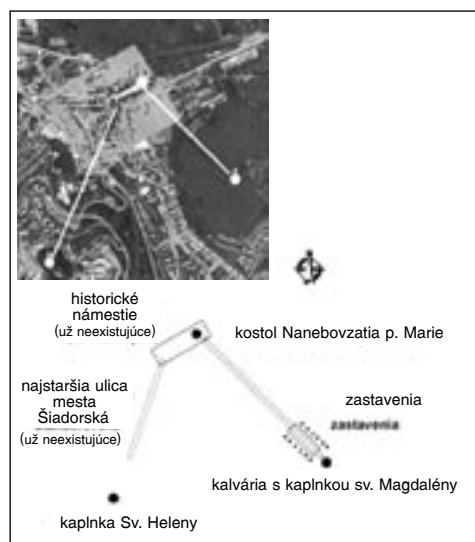 historické
námestie
(už neexistujúce)
kostol Nanebovzatia p. Marie
najstaršia ulica
mesta
Šiadorská
(už neexistujúce)
zastavenia
zastavenia
kalvária s kaplnkou sv. Magdalény
kaplnka Sv. Heleny